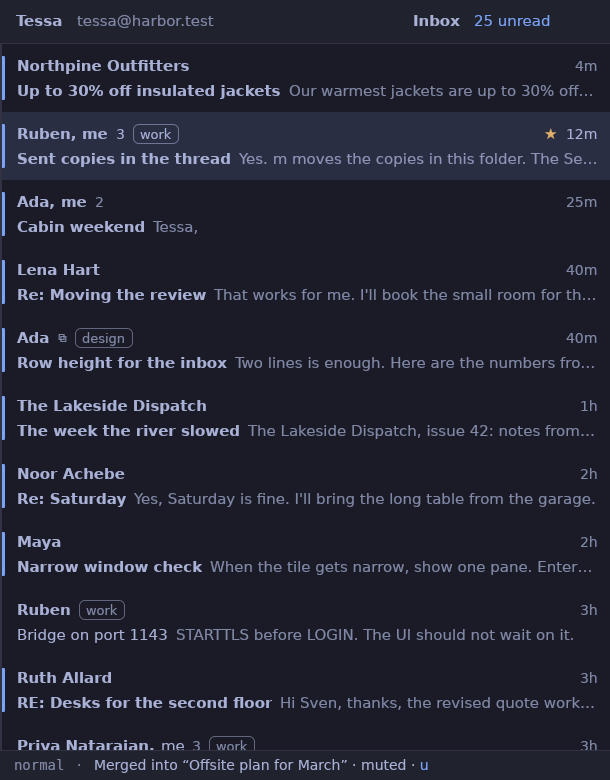 Tessa tessa@harbor.test Inbox 25 unread
Northpine Outfitters 4m
Up to 30% off insulated jackets Our warmest jackets are up to 30% off…
Ruben, me 3 work ★ 12m
Sent copies in the thread Yes. m moves the copies in this folder. The Se…
Ada, me 2 25m
Cabin weekend Tessa,
Lena Hart 40m
Re: Moving the review That works for me. I'll book the small room for th…
Ada design 40m
Row height for the inbox Two lines is enough. Here are the numbers fro…
The Lakeside Dispatch 1h
The week the river slowed The Lakeside Dispatch, issue 42: notes from…
Noor Achebe 2h
Re: Saturday Yes, Saturday is fine. I'll bring the long table from the garage.
Maya 2h
Narrow window check When the tile gets narrow, show one pane. Enter…
Ruben work 3h
Bridge on port 1143 STARTTLS before LOGIN. The UI should not wait on it.
Ruth Allard 3h
RE: Desks for the second floor Hi Sven, thanks, the revised quote work…
Priya Natarajan, me 3 work 3h
normal · Merged into “Offsite plan for March” · muted · u